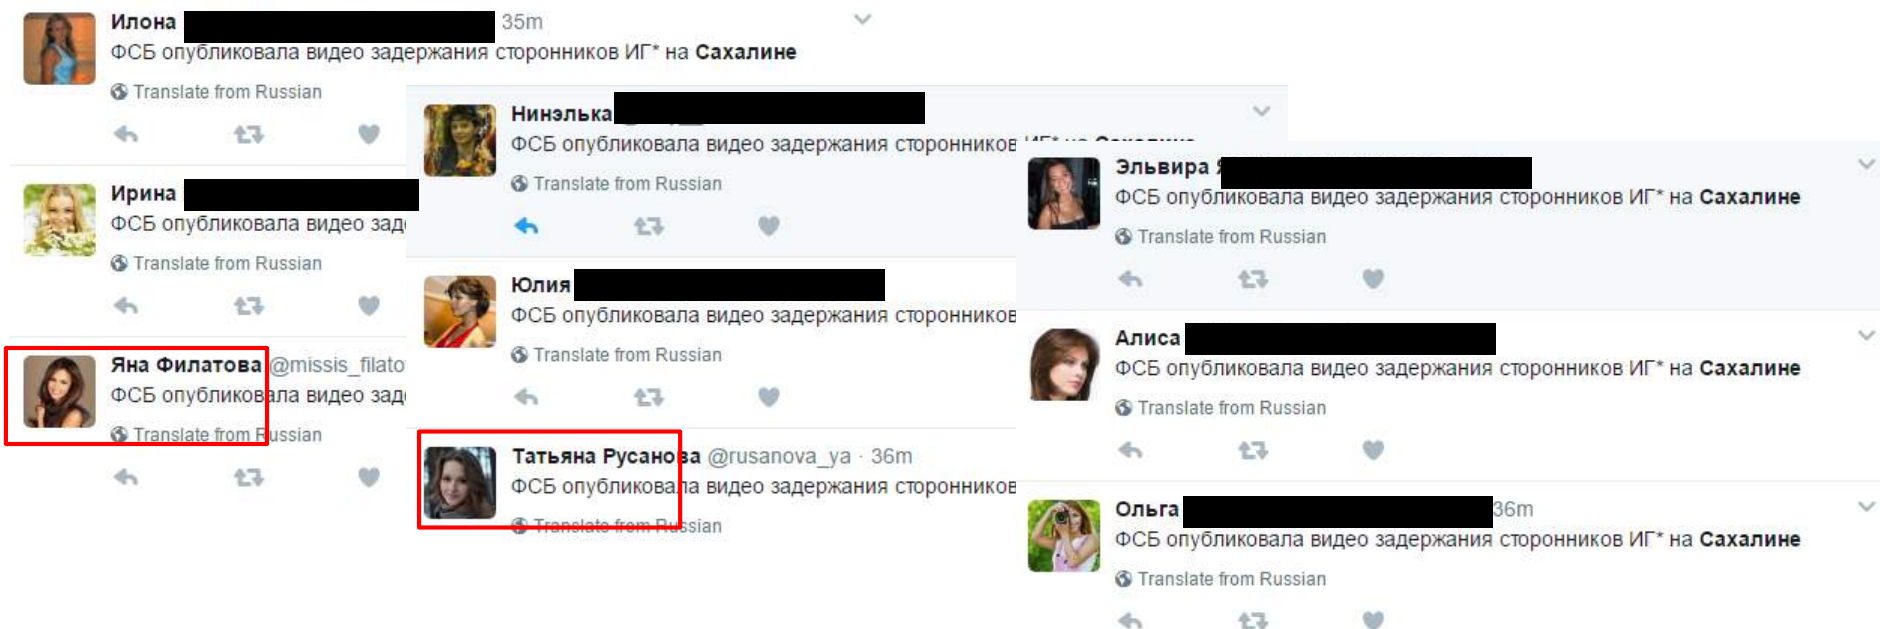 Илона
35m
ФСБ опубликовала видео задержания сторонников ИГ* на Сахалине
Translate from Russian
Ирина
ФСБ опубликовала видео
Translate from Russian
Яна Филатова @missis_filato
ФСБ опубликовала видео
Translate from Russian
Нинэлька
ФСБ опубликовала видео задержания сторонников
Translate from Russian
Юлия
ФСБ опубликовала видео задержания сторонников
Translate from Russian
Татьяна Русанова @rusanova_ya · 36m
ФСБ опубликовала видео задержания сторонников
Translate from Russian
Эльвира
ФСБ опубликовала видео задержания сторонников ИГ* на Сахалине
Translate from Russian
Алиса
ФСБ опубликовала видео задержания сторонников ИГ* на Сахалине
Translate from Russian
Ольга
36m
ФСБ опубликовала видео задержания сторонников ИГ* на Сахалине
Translate from Russian